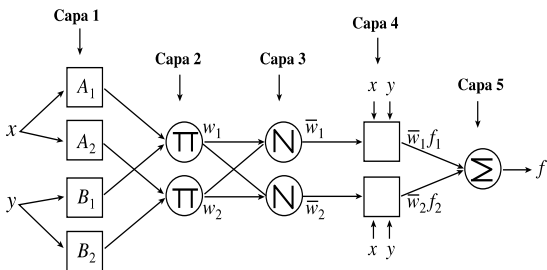 Capa 1
Capa 2
Capa 3
Capa 4
Capa 5
x
y
A₁
A₂
B₁
B₂
Π
Π
w₁
w₂
N
N
w̅₁
w̅₂
x y
x y
w̅₁f₁
w̅₂f₂
Σ
f